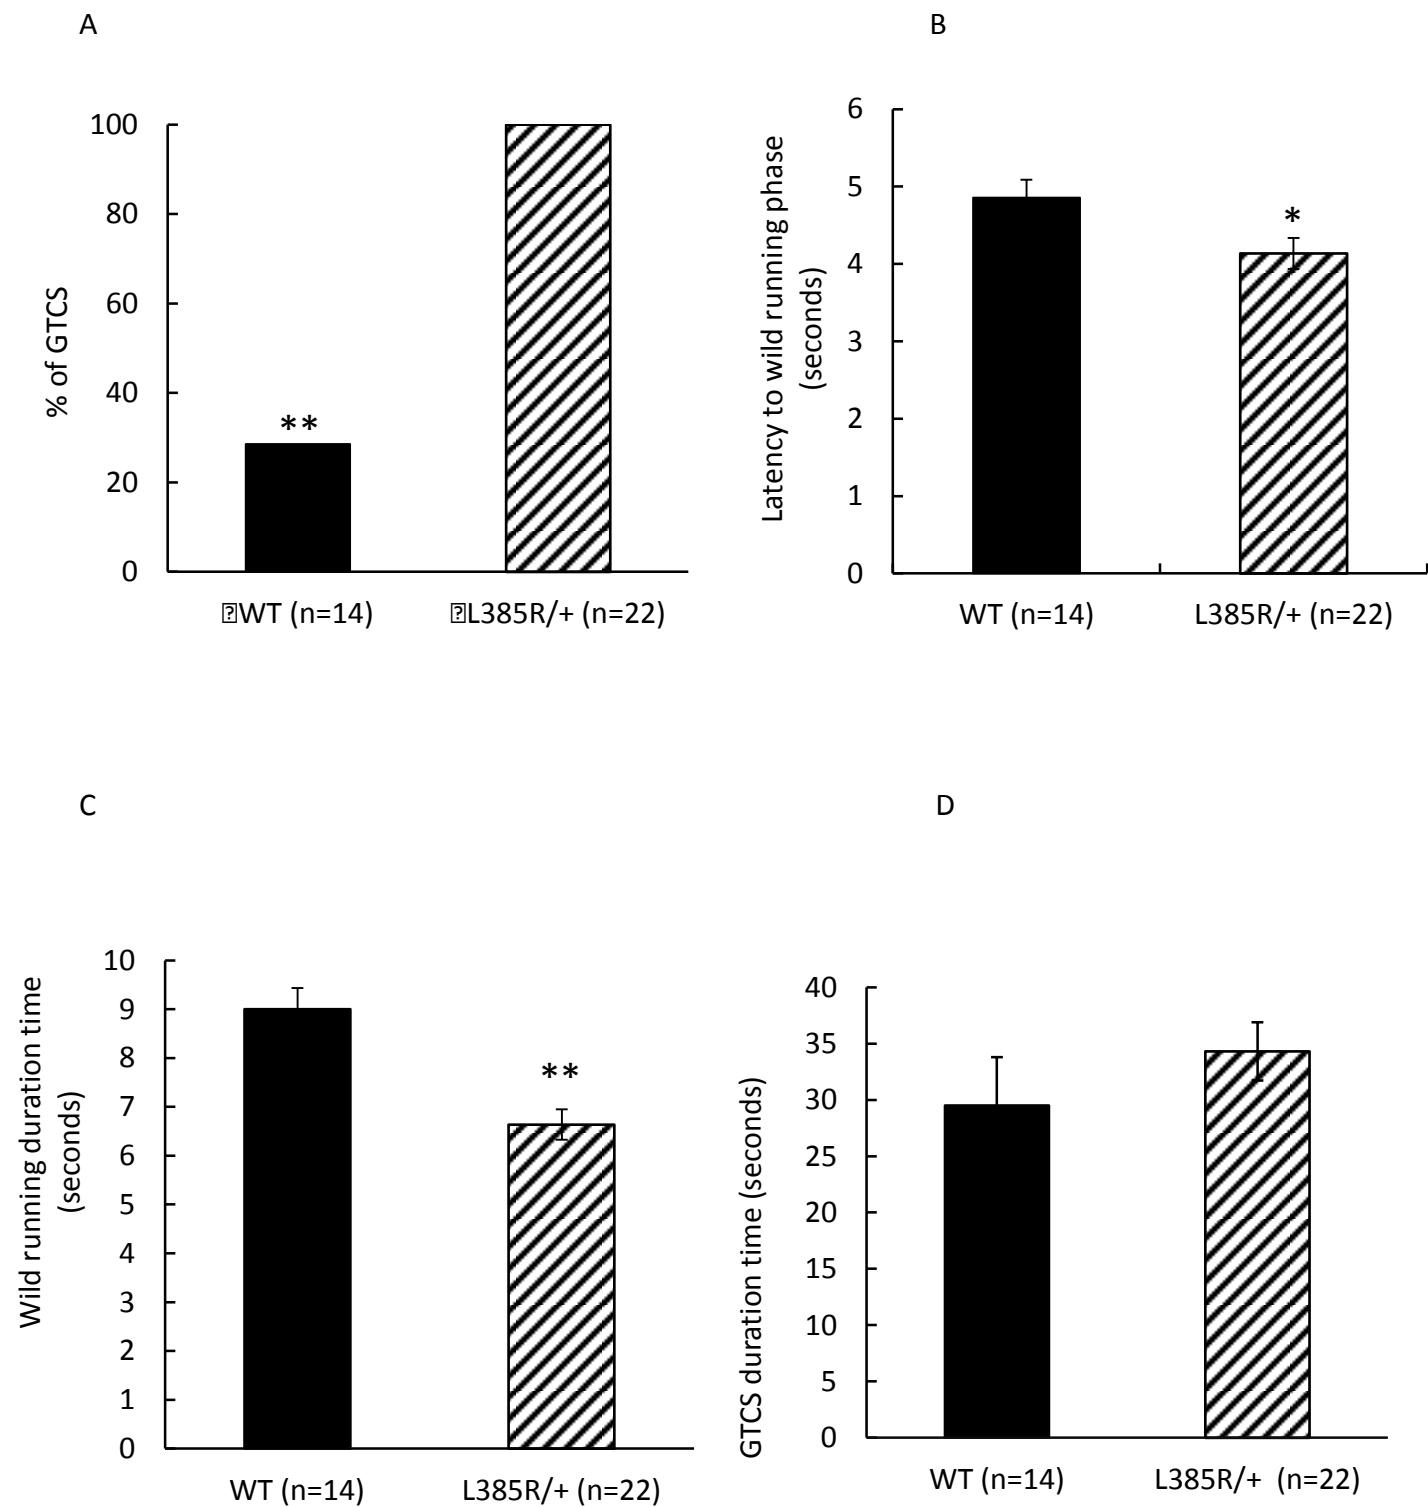 A
% of GTCS
100
80
60
40
20
0
**
WT (n=14)
L385R/+ (n=22)
B
Latency to wild running phase
(seconds)
6
5
4
3
2
1
0
*
WT (n=14)
L385R/+ (n=22)
C
Wild running duration time
(seconds)
10
9
8
7
6
5
4
3
2
1
0
**
WT (n=14)
L385R/+ (n=22)
D
GTCS duration time (seconds)
40
35
30
25
20
15
10
5
0
WT (n=14)
L385R/+ (n=22)